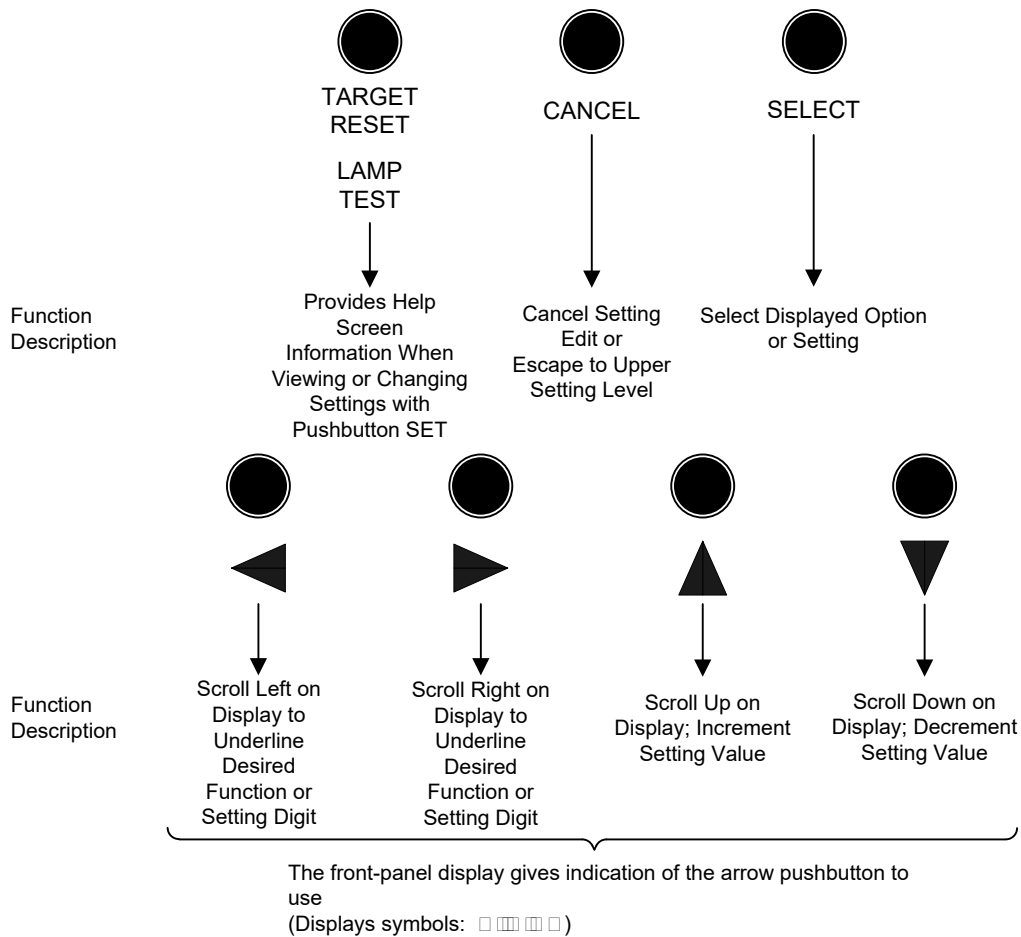 TARGET
RESET
LAMP
TEST
CANCEL
SELECT
Function
Description
Provides Help
Screen
Information When
Viewing or Changing
Settings with
Pushbutton SET
Cancel Setting
Edit or
Escape to Upper
Setting Level
Select Displayed Option
or Setting
Function
Description
Scroll Left on
Display to
Underline
Desired
Function or
Setting Digit
Scroll Right on
Display to
Underline
Desired
Function or
Setting Digit
Scroll Up on
Display; Increment
Setting Value
Scroll Down on
Display; Decrement
Setting Value
The front-panel display gives indication of the arrow pushbutton to
use
(Displays symbols: )